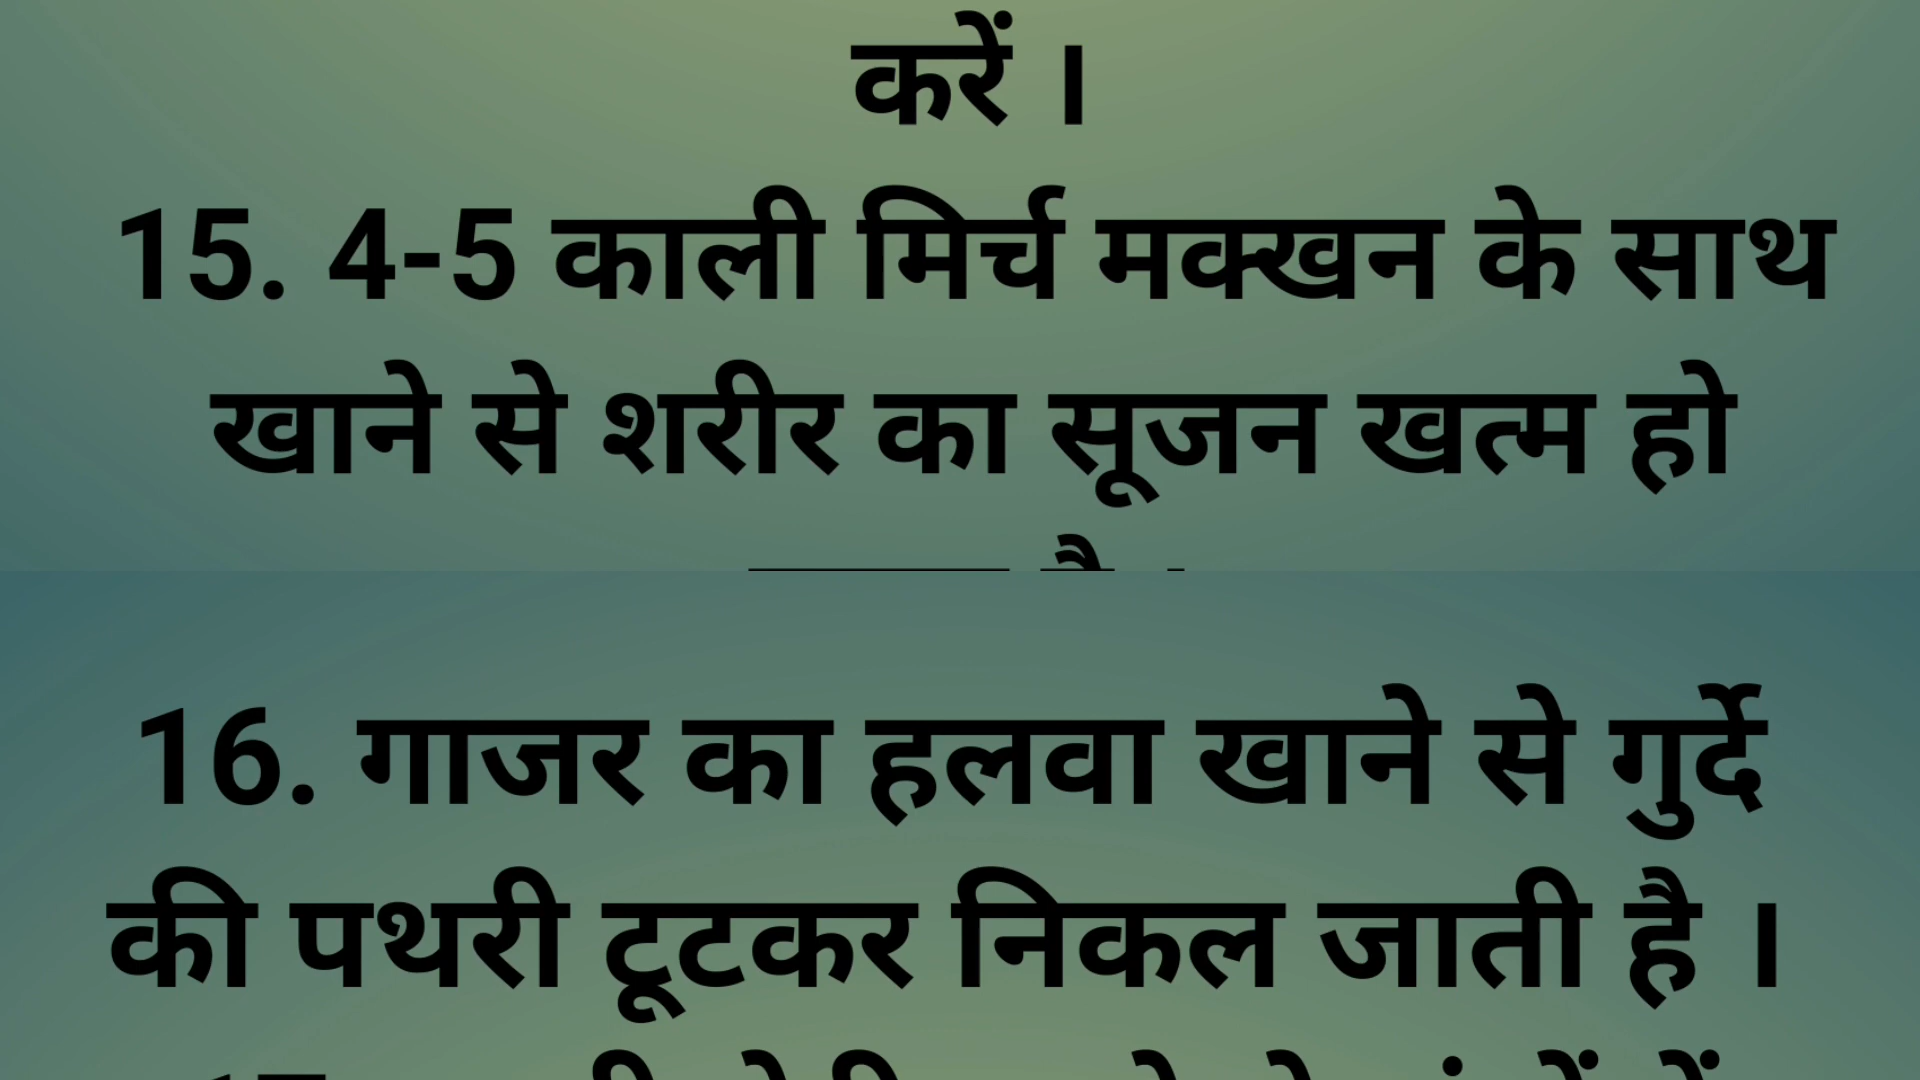 करें ।
15. 4-5 काली मिर्च मक्खन के साथ
खाने से शरीर का सूजन खत्म हो
16. गाजर का हलवा खाने से गुर्दे
की पथरी टूटकर निकल जाती है ।